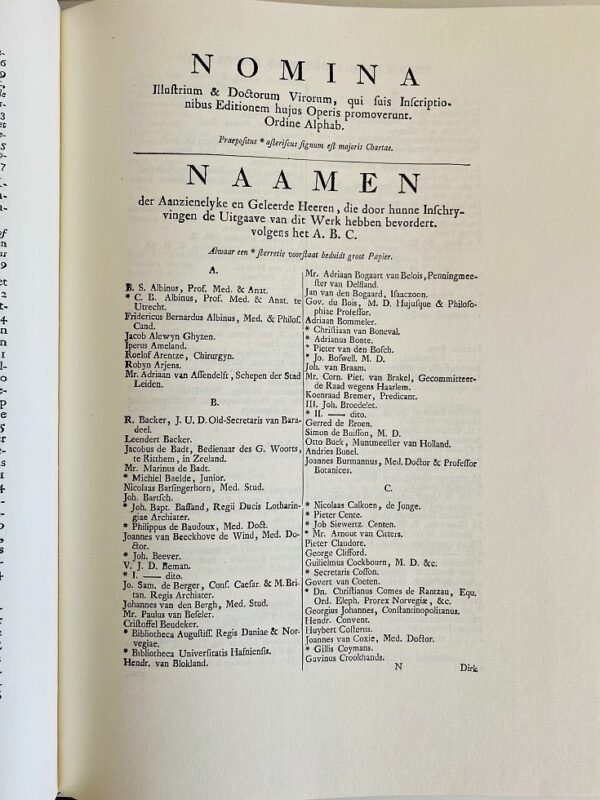 NOMINA
Illustrium & Doctorum Virorum, qui suis Inscriptio-
nibus Editionem hujus Operis promoverunt.
Ordine Alphab.
Praepositus * asteriscus signum est majoris Chartae.
NAAMEN
der Aanzienelyke en Geleerde Heeren, die door hunne Inschry-
vingen de Uitgaave van dit Werk hebben bevordert.
volgens het A. B. C.
Alwaar een * sterretie voorstaat beduidt groot Papier.
A.
B. S. Albinus, Prof. Med. & Anat.
* C. B. Albinus, Prof. Med. & Anat. te
Utrecht.
Fridericus Bernardus Albinus, Med. & Philos.
Cand.
Jacob Alewyn Ghyzen.
Iperus Ameland.
Roelof Arentze, Chirurgyn.
Robyn Arjens.
Mr. Adriaan van Assendelft, Schepen der Stad
Leiden.
B.
R. Backer, J. U. D. Old-Secretaris van Bara-
deel.
Leendert Backer.
Jacobus de Badt, Bedienaar des G. Woorts,
te Ritthem, in Zeeland.
Mr. Marinus de Badt.
* Michiel Baelde, Junior.
Nicolaas Barsingerhorn, Med. Stud.
Joh. Bartsch.
* Joh. Bapt. Bassand, Regii Ducis Lotharin-
giae Archiater.
* Philippus de Baudoux, Med. Doct.
Joannes van Beeckhove de Wind, Med. Do-
ctor.
* Joh. Beever.
V. J. D. Beman.
* I. —— dito.
Jo. Sam. de Berger, Cons. Caesar. & M. Bri-
tan. Regis Archiater.
Johannes van den Bergh, Med. Stud.
Mr. Paulus van Beseler.
Cristoffel Beudeker.
* Bibliotheca Augustiss. Regis Daniae & Nor-
vegiae.
* Bibliotheca Universitatis Hafniensis.
Hendr. van Blokland.
Mr. Adriaan Bogaart van Belois, Penningmee-
ster van Delfland.
Jan van den Bogaard, Isaaczoon.
Gov. du Bois, M. D. Hujusque & Philoso-
phiae Professor.
Adriaan Bommeler.
* Christiaan van Boneval.
* Adrianus Bonte.
* Pieter van den Bosch.
* Jo. Boswell. M. D.
Joh. van Braam.
Mr. Corn. Piet. van Brakel, Gecommitteer-
de Raad wegens Haarlem.
Koenraad Bremer, Predicant.
III. Joh. Broedelet.
* II. —— dito.
Gerred de Broen.
Simon de Buisson, M. D.
Otto Buck, Muntmeester van Holland.
Andries Bunel.
Joannes Burmannus, Med. Doctor & Professor
Botanices.
C.
* Nicolaas Calkoen, de Jonge.
* Pieter Cente.
* Job Siewertz. Centen.
* Mr. Arnout van Citters.
Pieter Claudore.
George Clifford.
Guilielmus Cockbourn, M. D. &c.
* Secretaris Cosson.
Govert van Coeten.
* Dn. Christianus Comes de Rantzau, Equ.
Ord. Eleph. Prorex Norvegiae, &c.
Georgius Johannes, Constantinopolitanus.
Hendr. Convent.
Huybert Costerus.
Joannes van Coxie, Med. Doctor.
* Gillis Coymans.
Gavinus Crookhands.
N Dirk